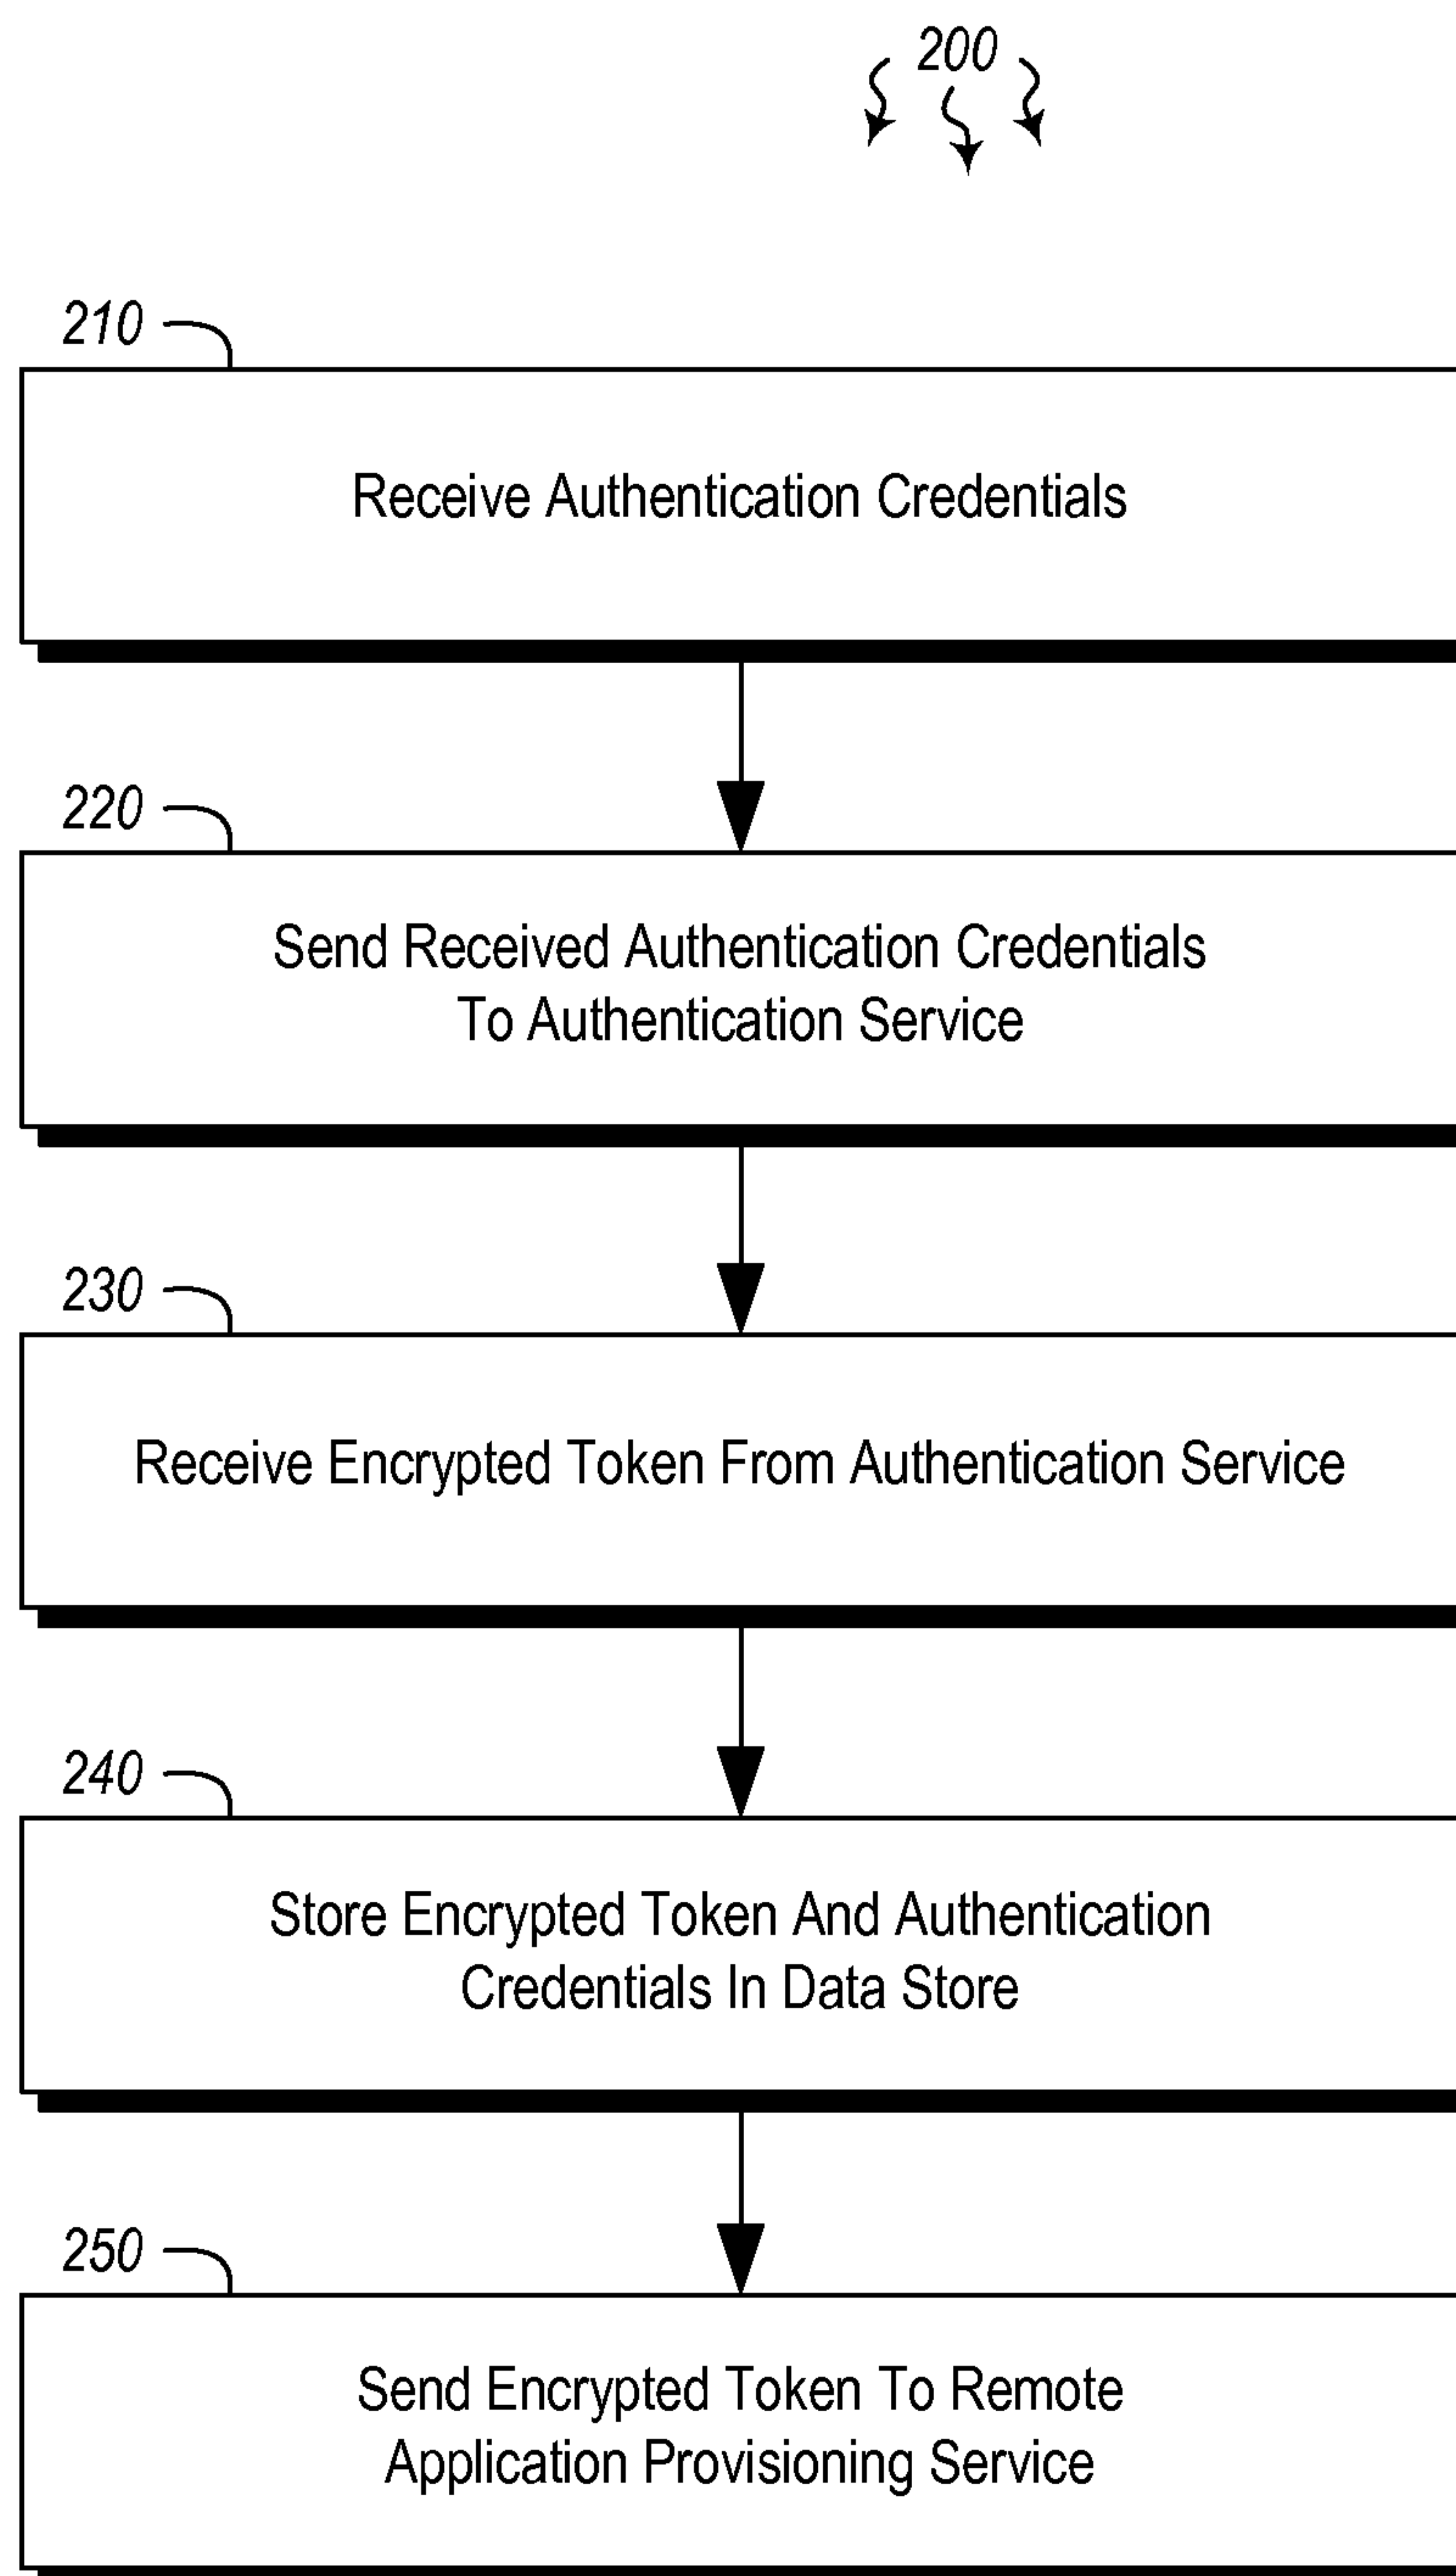 200
210
Receive Authentication Credentials
220
Send Received Authentication Credentials
To Authentication Service
230
Receive Encrypted Token From Authentication Service
240
Store Encrypted Token And Authentication
Credentials In Data Store
250
Send Encrypted Token To Remote
Application Provisioning Service